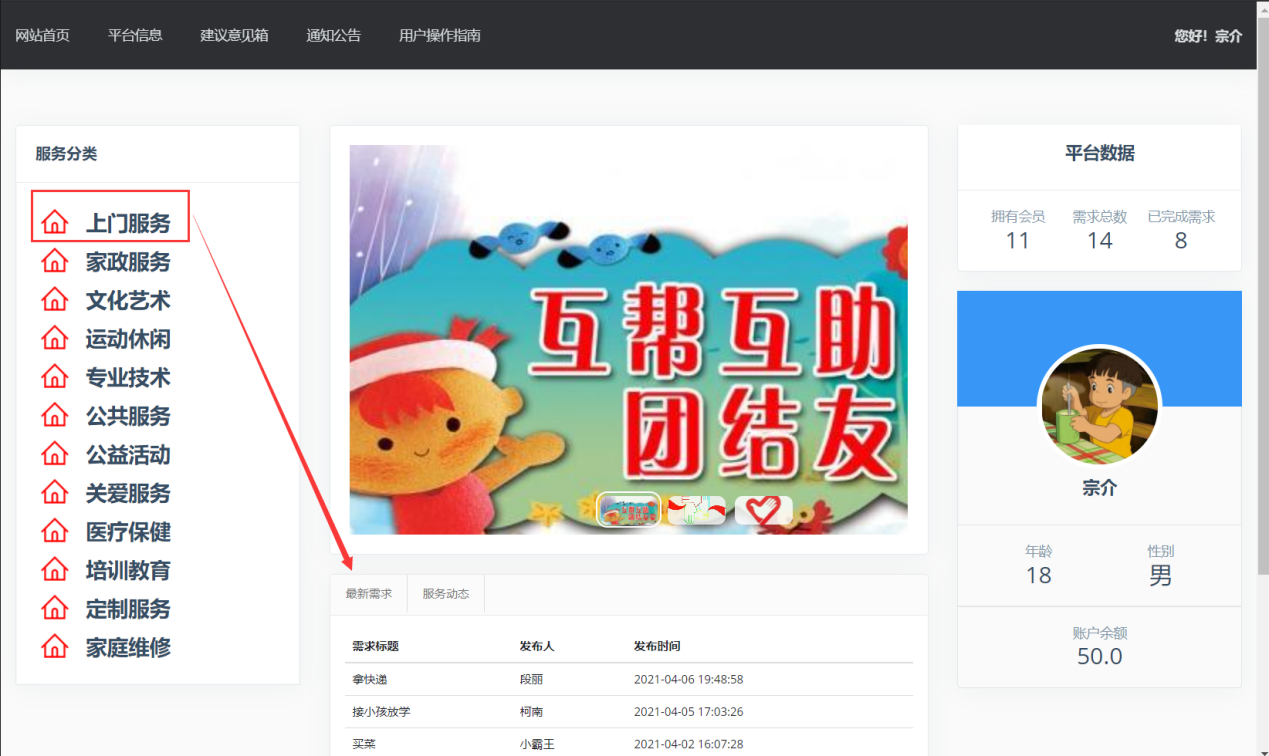 网站首页 平台信息 建议意见箱 通知公告 用户操作指南 您好！宗介
服务分类
上门服务
家政服务
文化艺术
运动休闲
专业技术
公共服务
公益活动
关爱服务
医疗保健
培训教育
定制服务
家庭维修
互帮互助
团结友
最新需求 服务动态
需求标题 发布人 发布时间
拿快递 段丽 2021-04-06 19:48:58
接小孩放学 柯南 2021-04-05 17:03:26
买菜 小霸王 2021-04-02 16:07:28
平台数据
拥有会员 需求总数 已完成需求
11 14 8
宗介
年龄 性别
18 男
账户余额
50.0